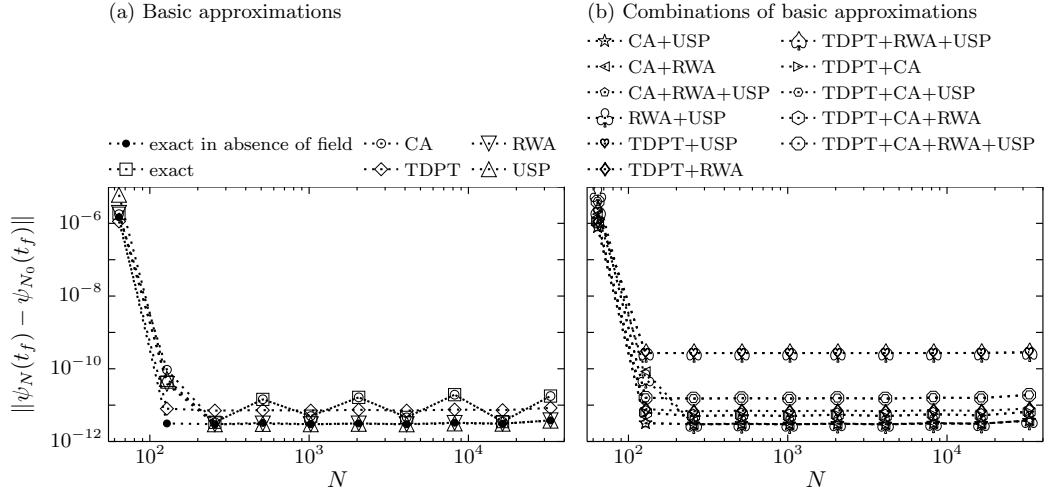 (a) Basic approximations
(b) Combinations of basic approximations
exact in absence of field
exact
CA
TDPT
RWA
USP
CA+USP
CA+RWA
CA+RWA+USP
RWA+USP
TDPT+USP
TDPT+RWA
TDPT+RWA+USP
TDPT+CA
TDPT+CA+USP
TDPT+CA+RWA
TDPT+CA+RWA+USP
‖ψ_N(t_f) − ψ_{N_0}(t_f)‖
10^{−6}
10^{−8}
10^{−10}
10^{−12}
10^2
10^3
10^4
N
10^2
10^3
10^4
N